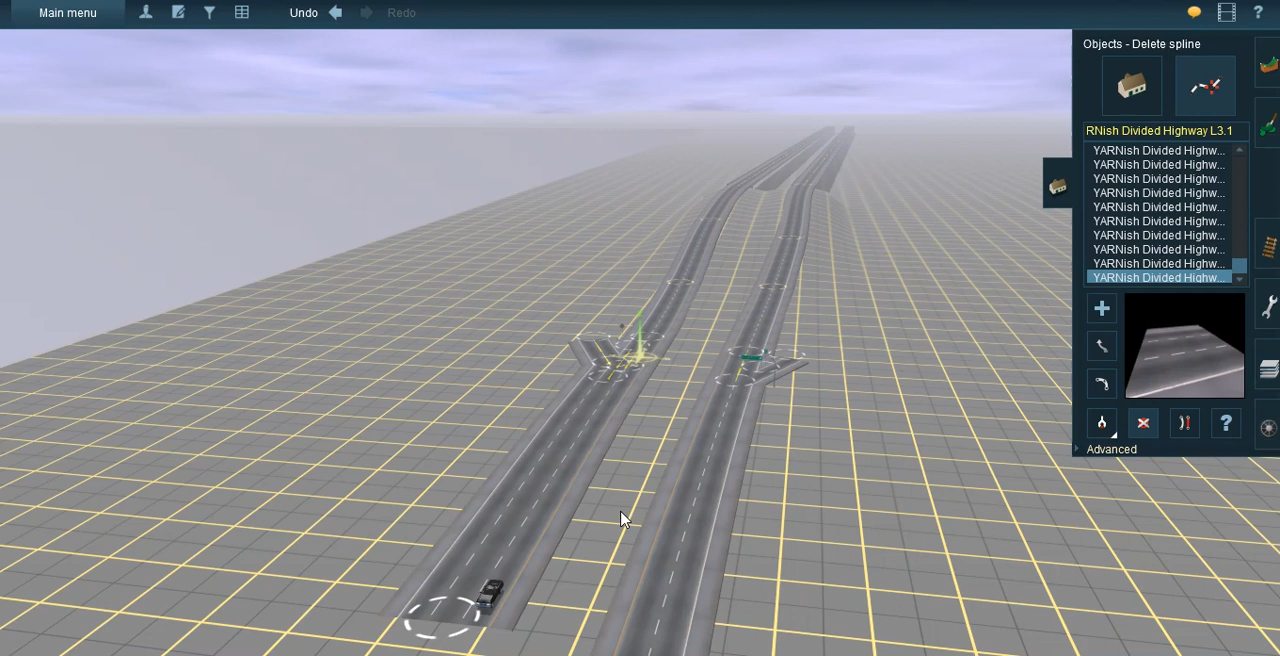 Main menu
Undo
Redo
?
Objects - Delete spline
RNish Divided Highway L3.1
YARNish Divided Highw...
YARNish Divided Highw...
YARNish Divided Highw...
YARNish Divided Highw...
YARNish Divided Highw...
YARNish Divided Highw...
YARNish Divided Highw...
YARNish Divided Highw...
YARNish Divided Highw...
YARNish Divided Highw...
?
Advanced